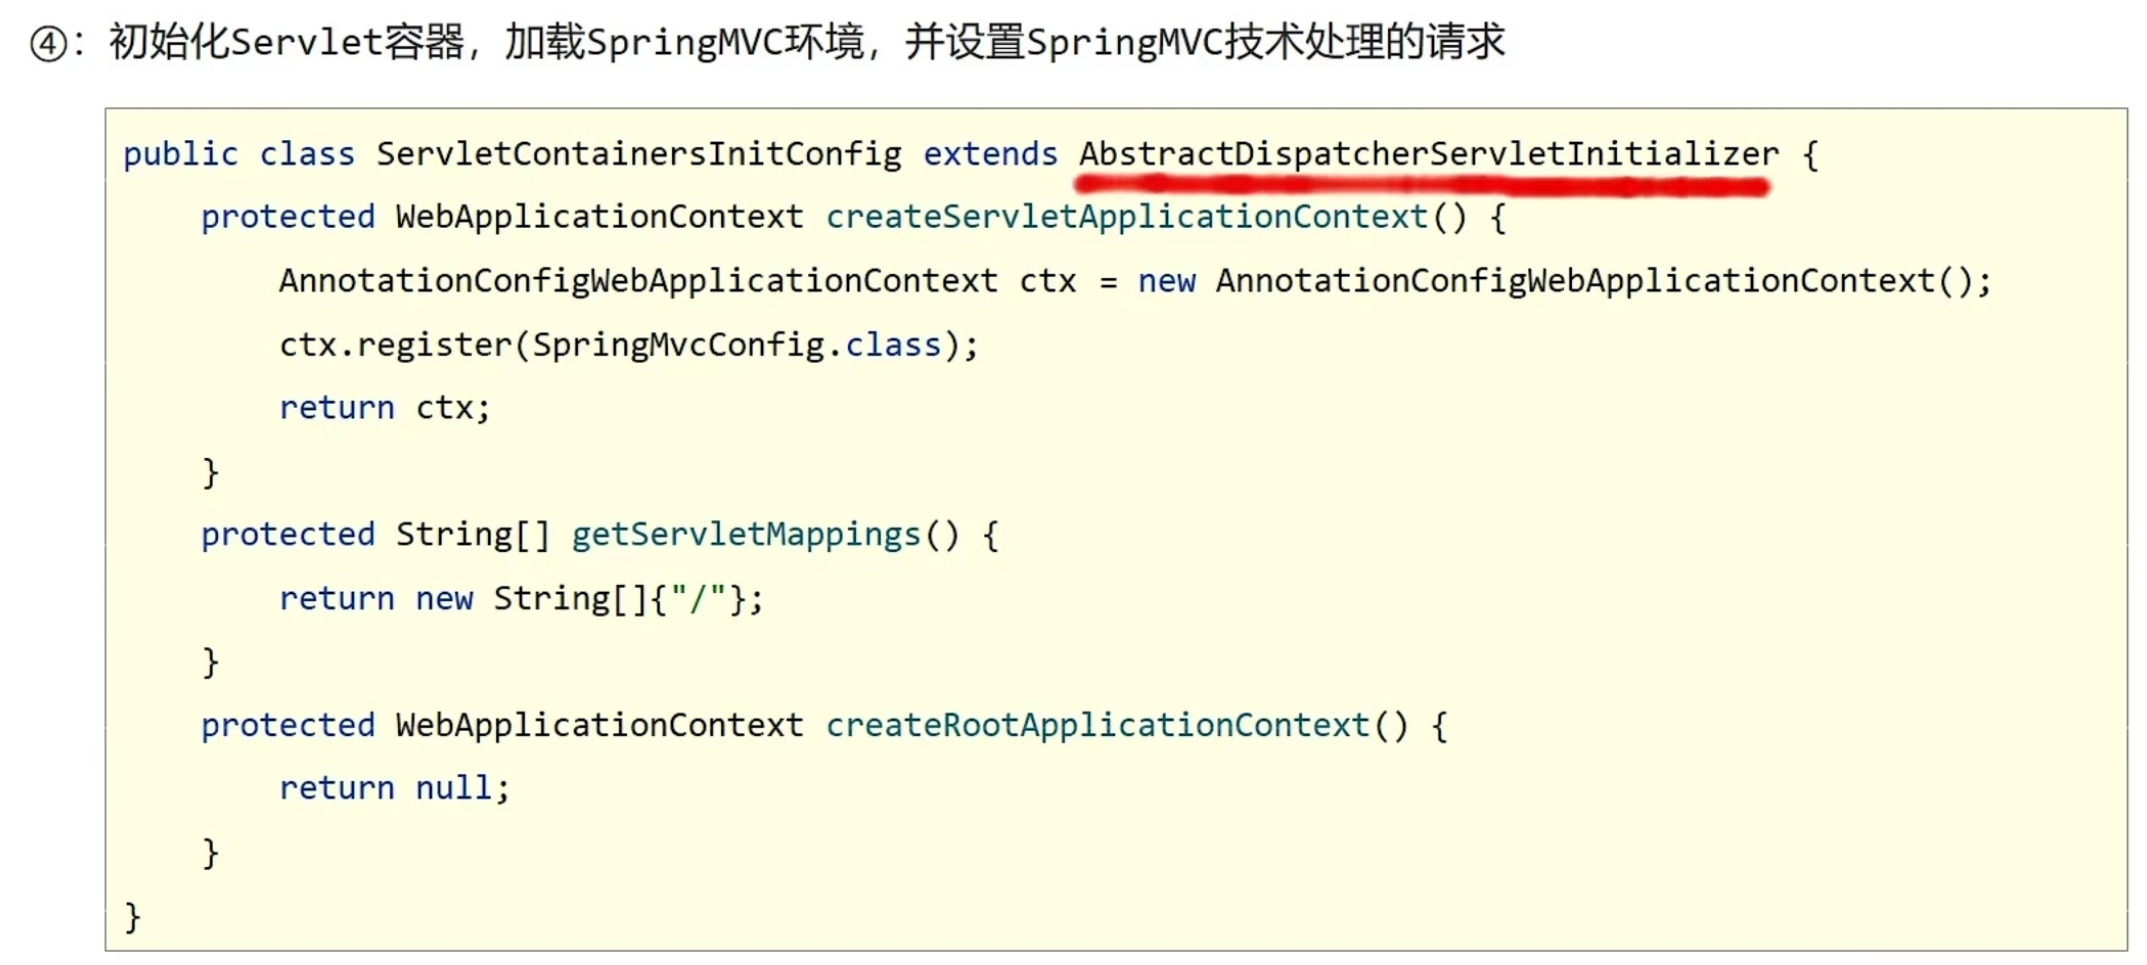 ④：初始化Servlet容器，加载SpringMVC环境，并设置SpringMVC技术处理的请求
public class ServletContainersInitConfig extends AbstractDispatcherServletInitializer {
    protected WebApplicationContext createServletApplicationContext() {
        AnnotationConfigWebApplicationContext ctx = new AnnotationConfigWebApplicationContext();
        ctx.register(SpringMvcConfig.class);
        return ctx;
    }
    protected String[] getServletMappings() {
        return new String[]{"/"};
    }
    protected WebApplicationContext createRootApplicationContext() {
        return null;
    }
}